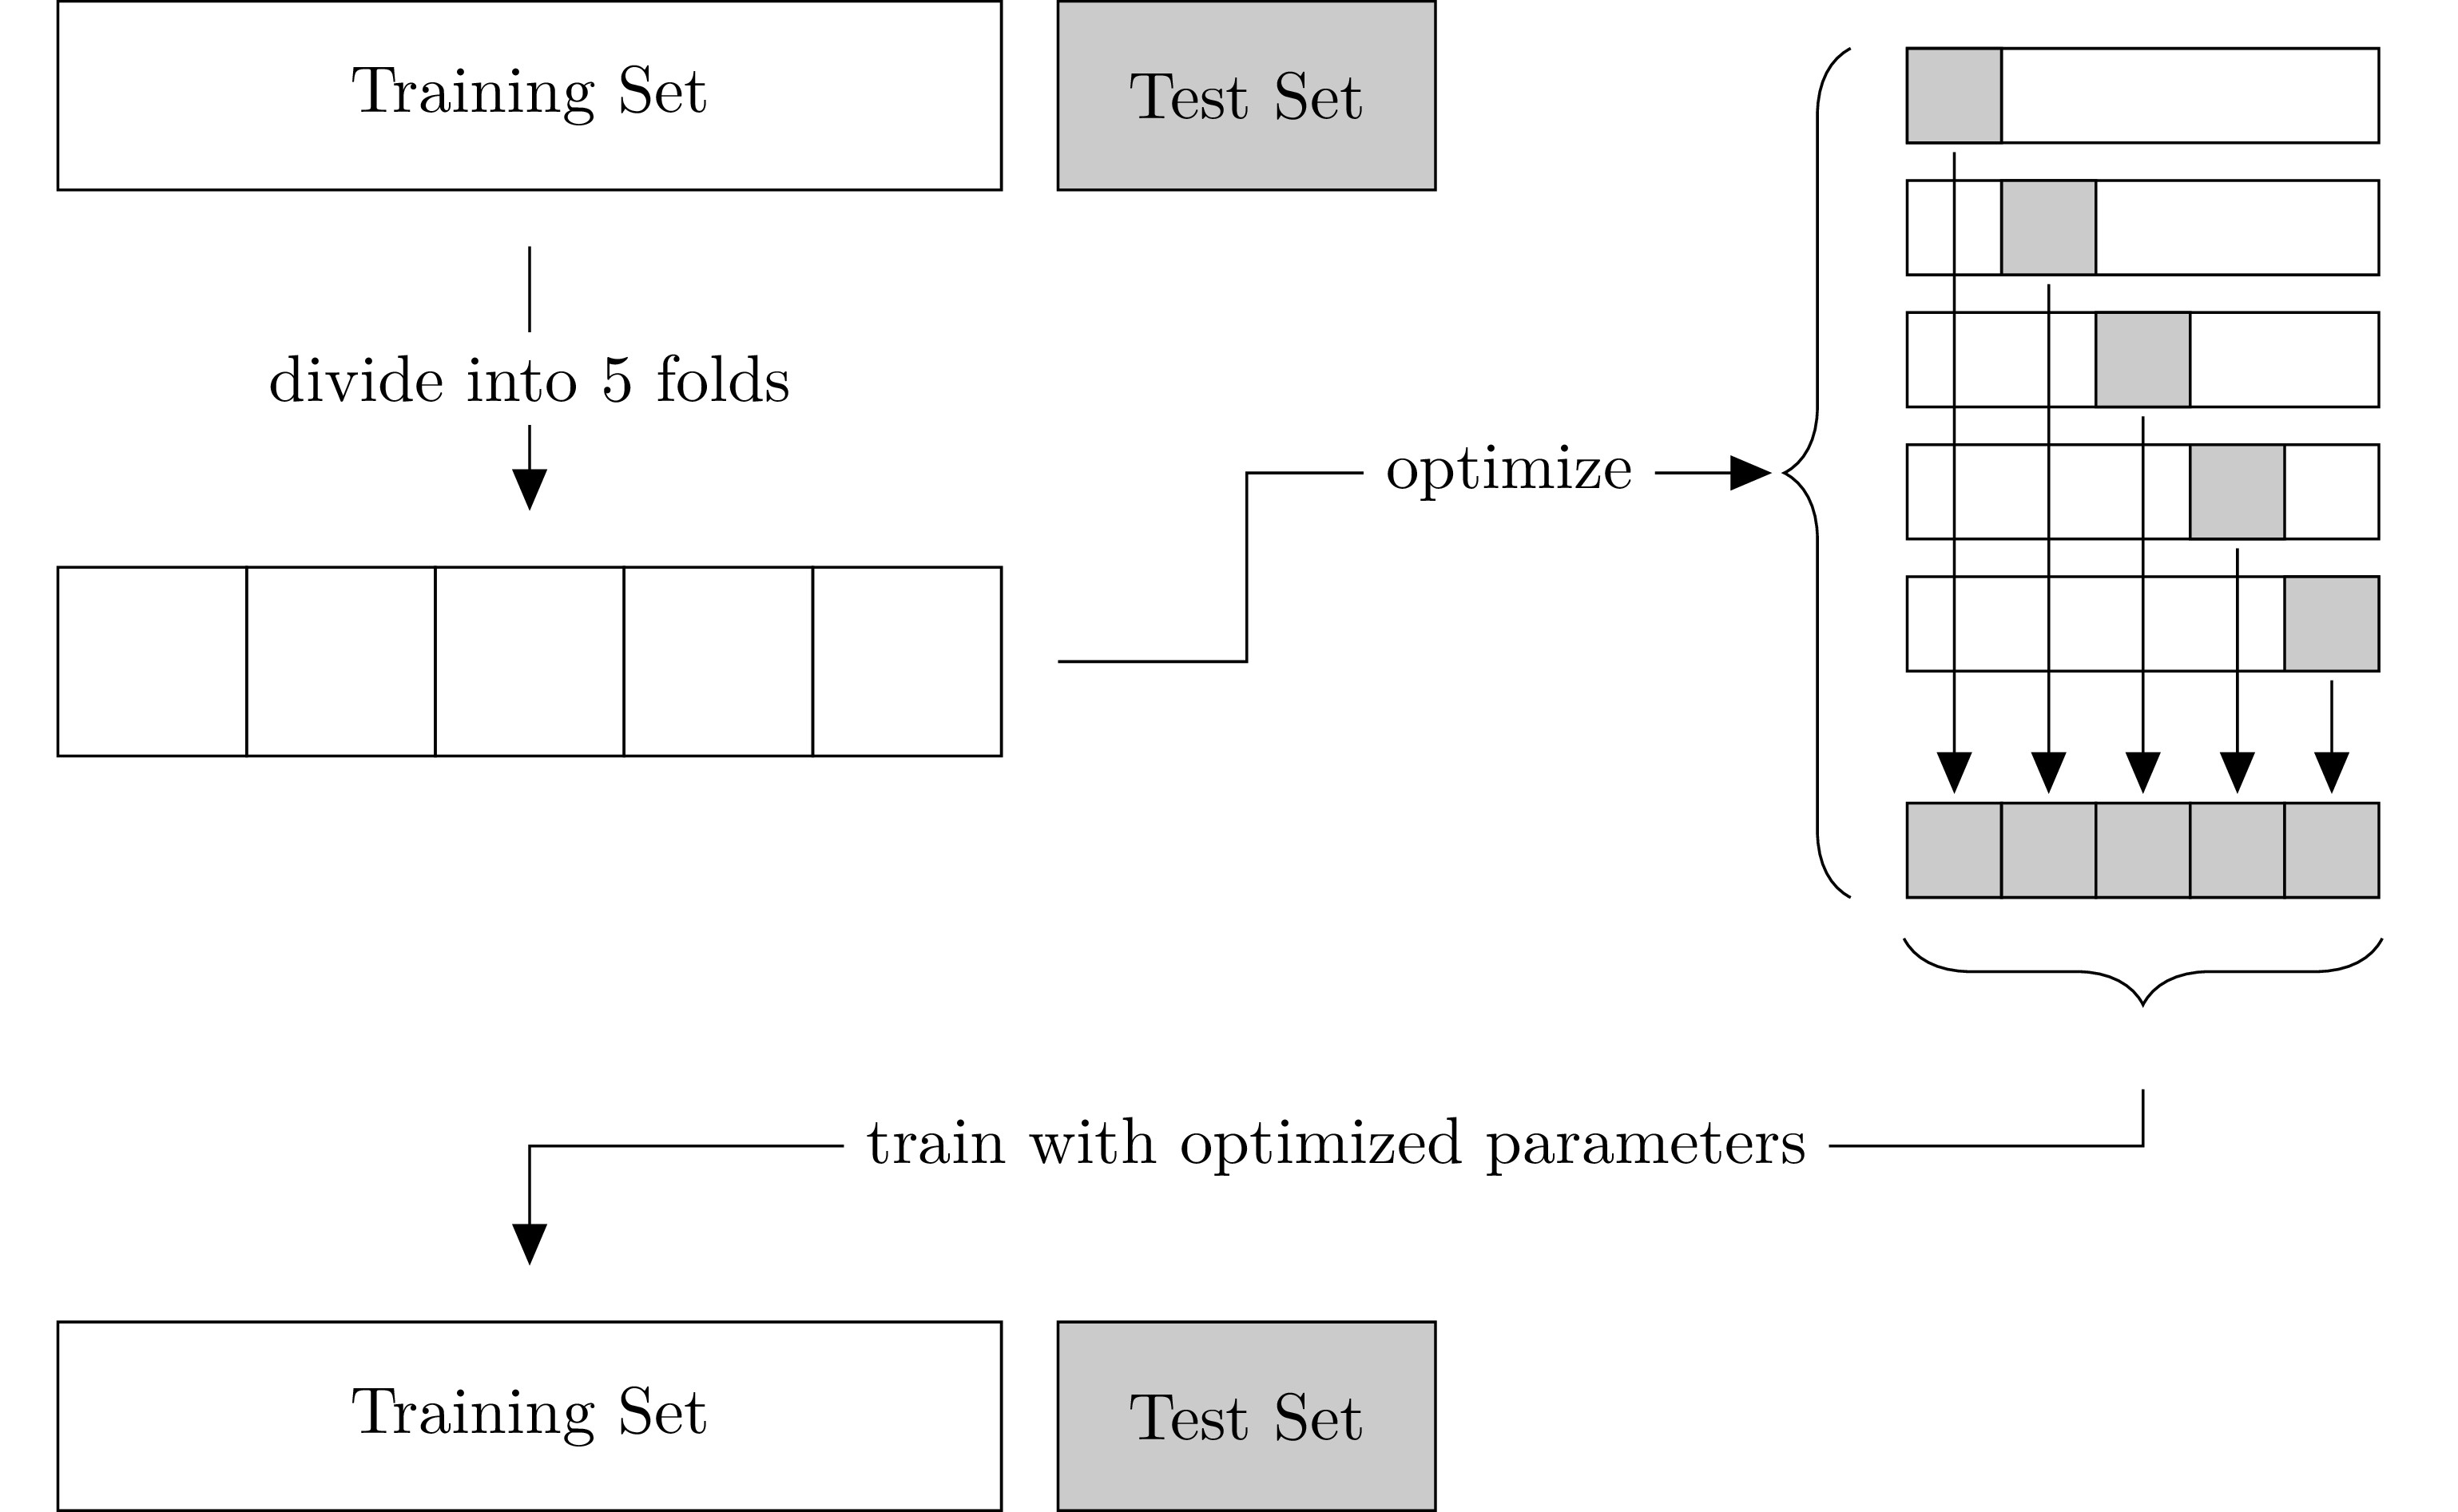 Training Set
Test Set
divide into 5 folds
optimize
train with optimized parameters
Training Set
Test Set